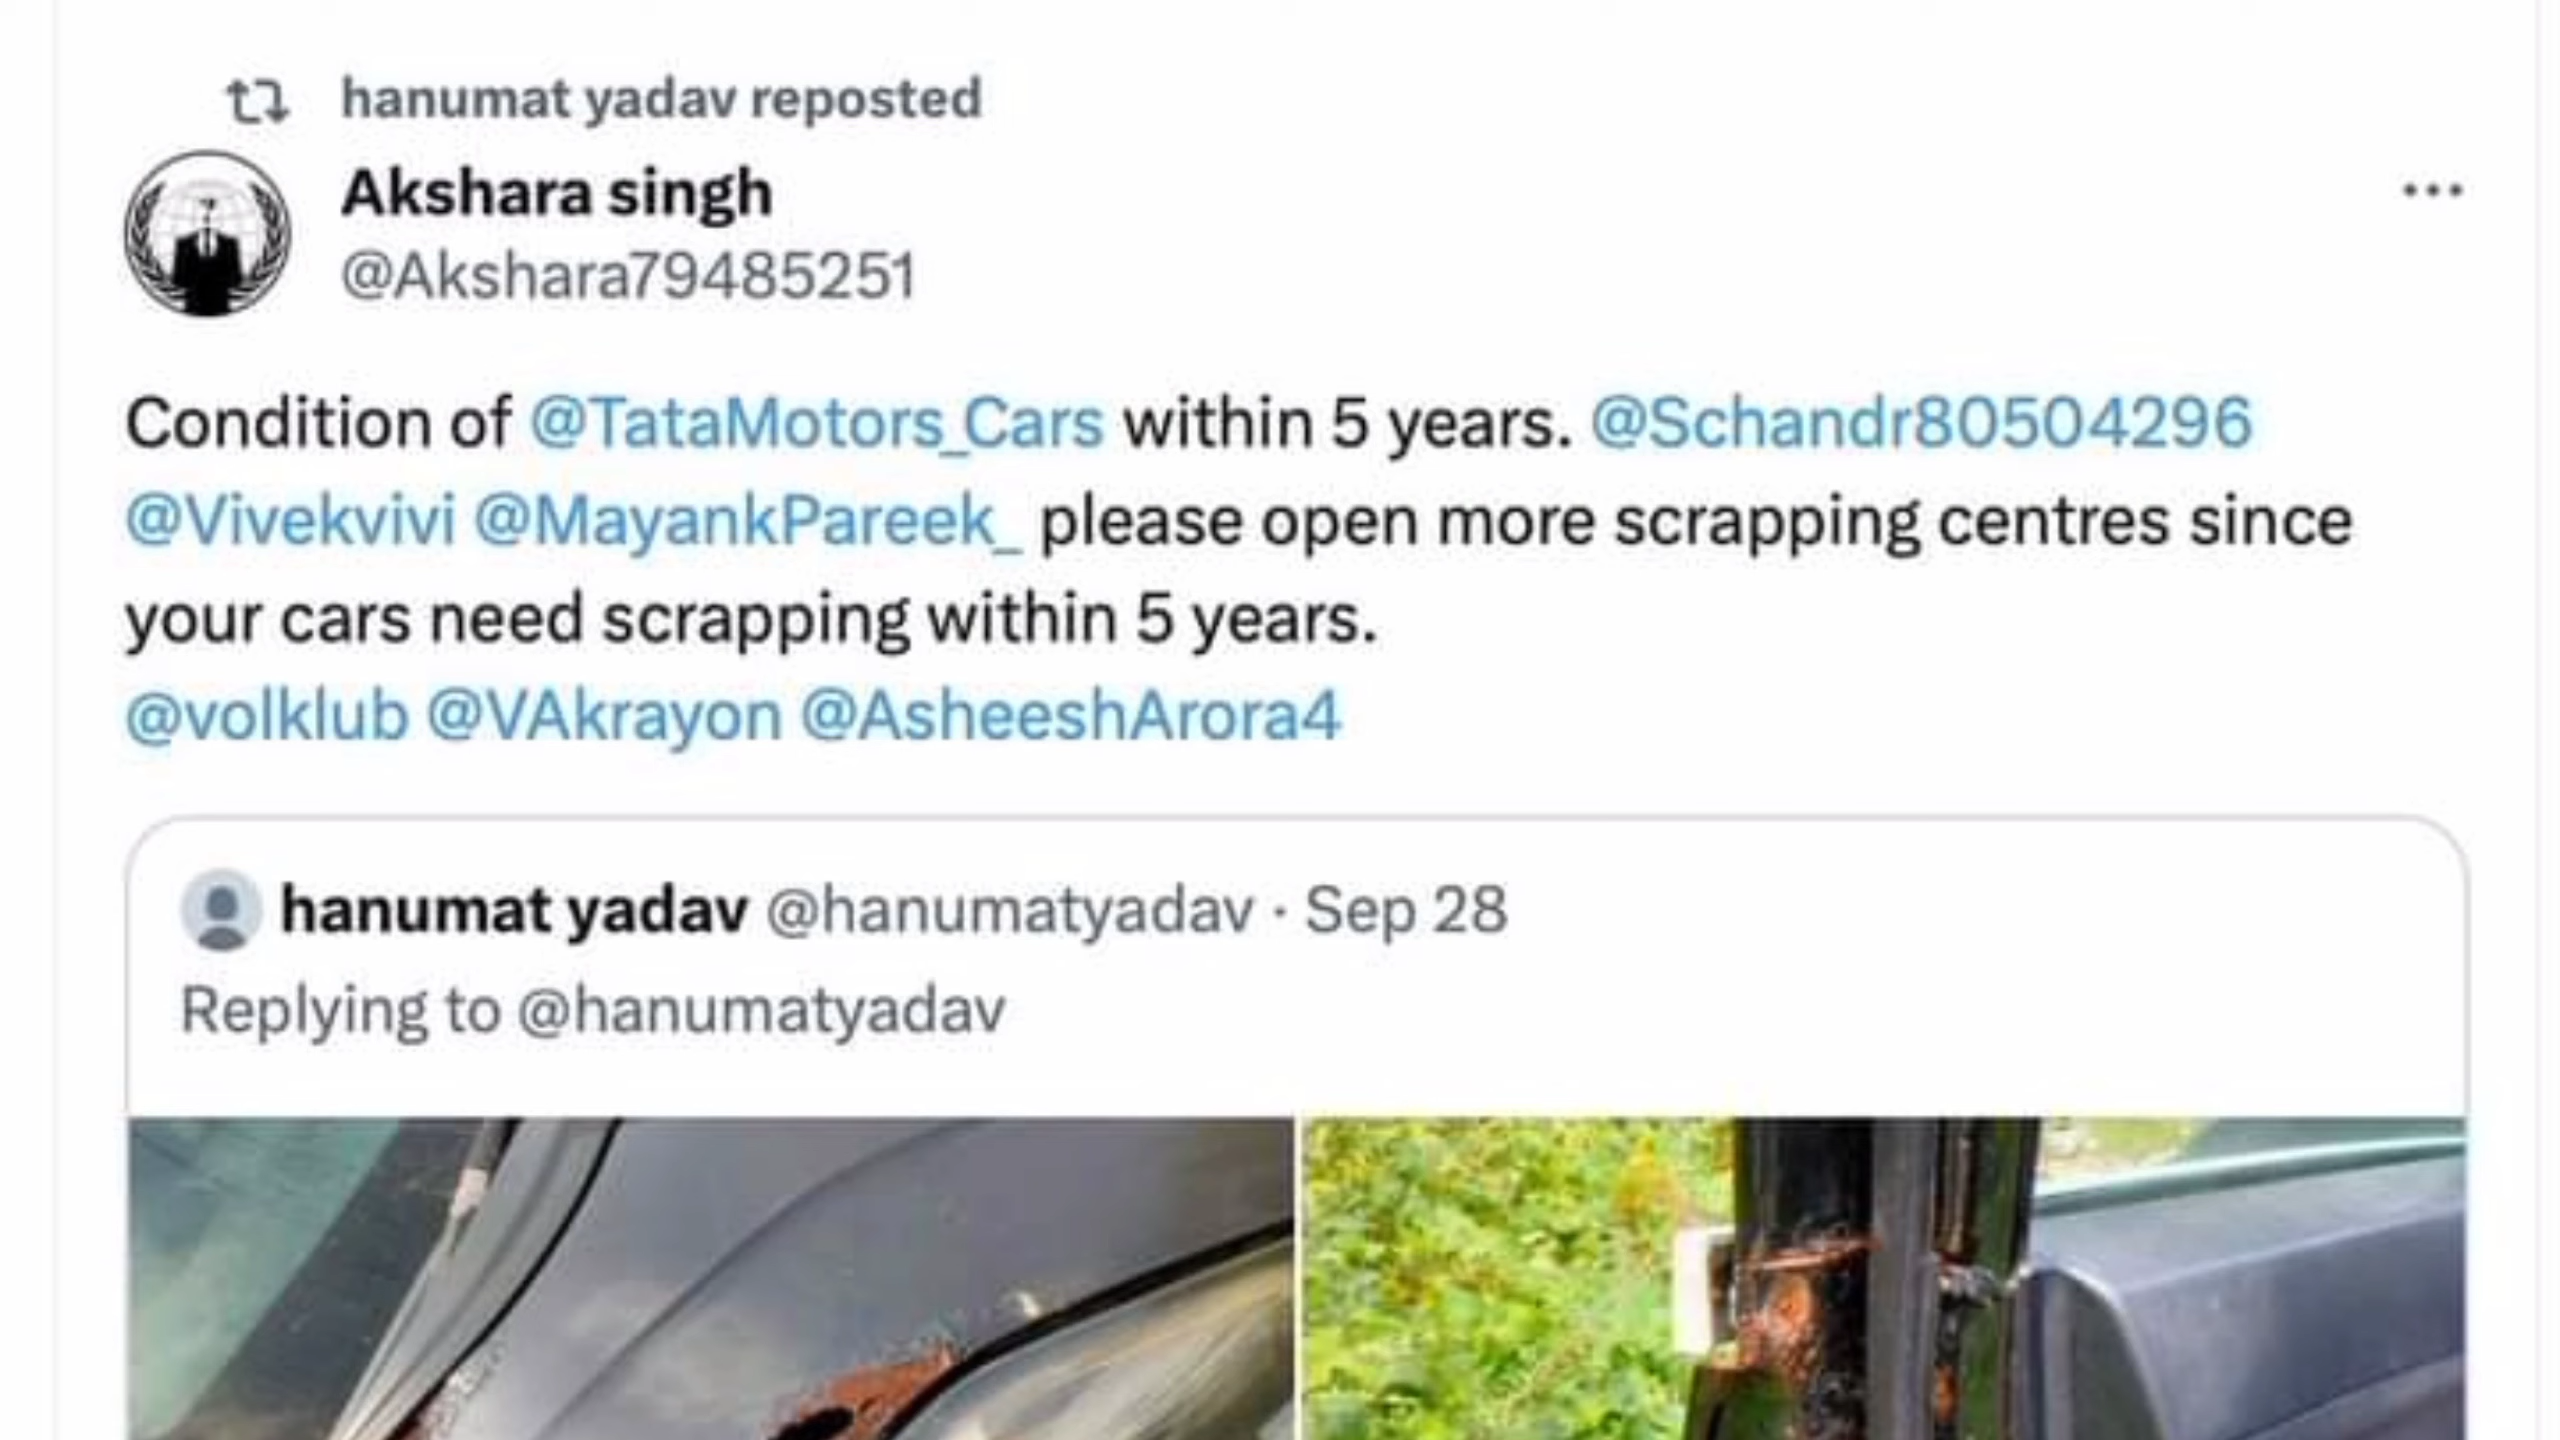 hanumat yadav reposted
Akshara singh
@Akshara79485251
Condition of @TataMotors_Cars within 5 years. @Schandr80504296
@Vivekvivi @MayankPareek_ please open more scrapping centres since
your cars need scrapping within 5 years.
@volklub @VAkrayon @AsheeshArora4
hanumat yadav @hanumatyadav · Sep 28
Replying to @hanumatyadav